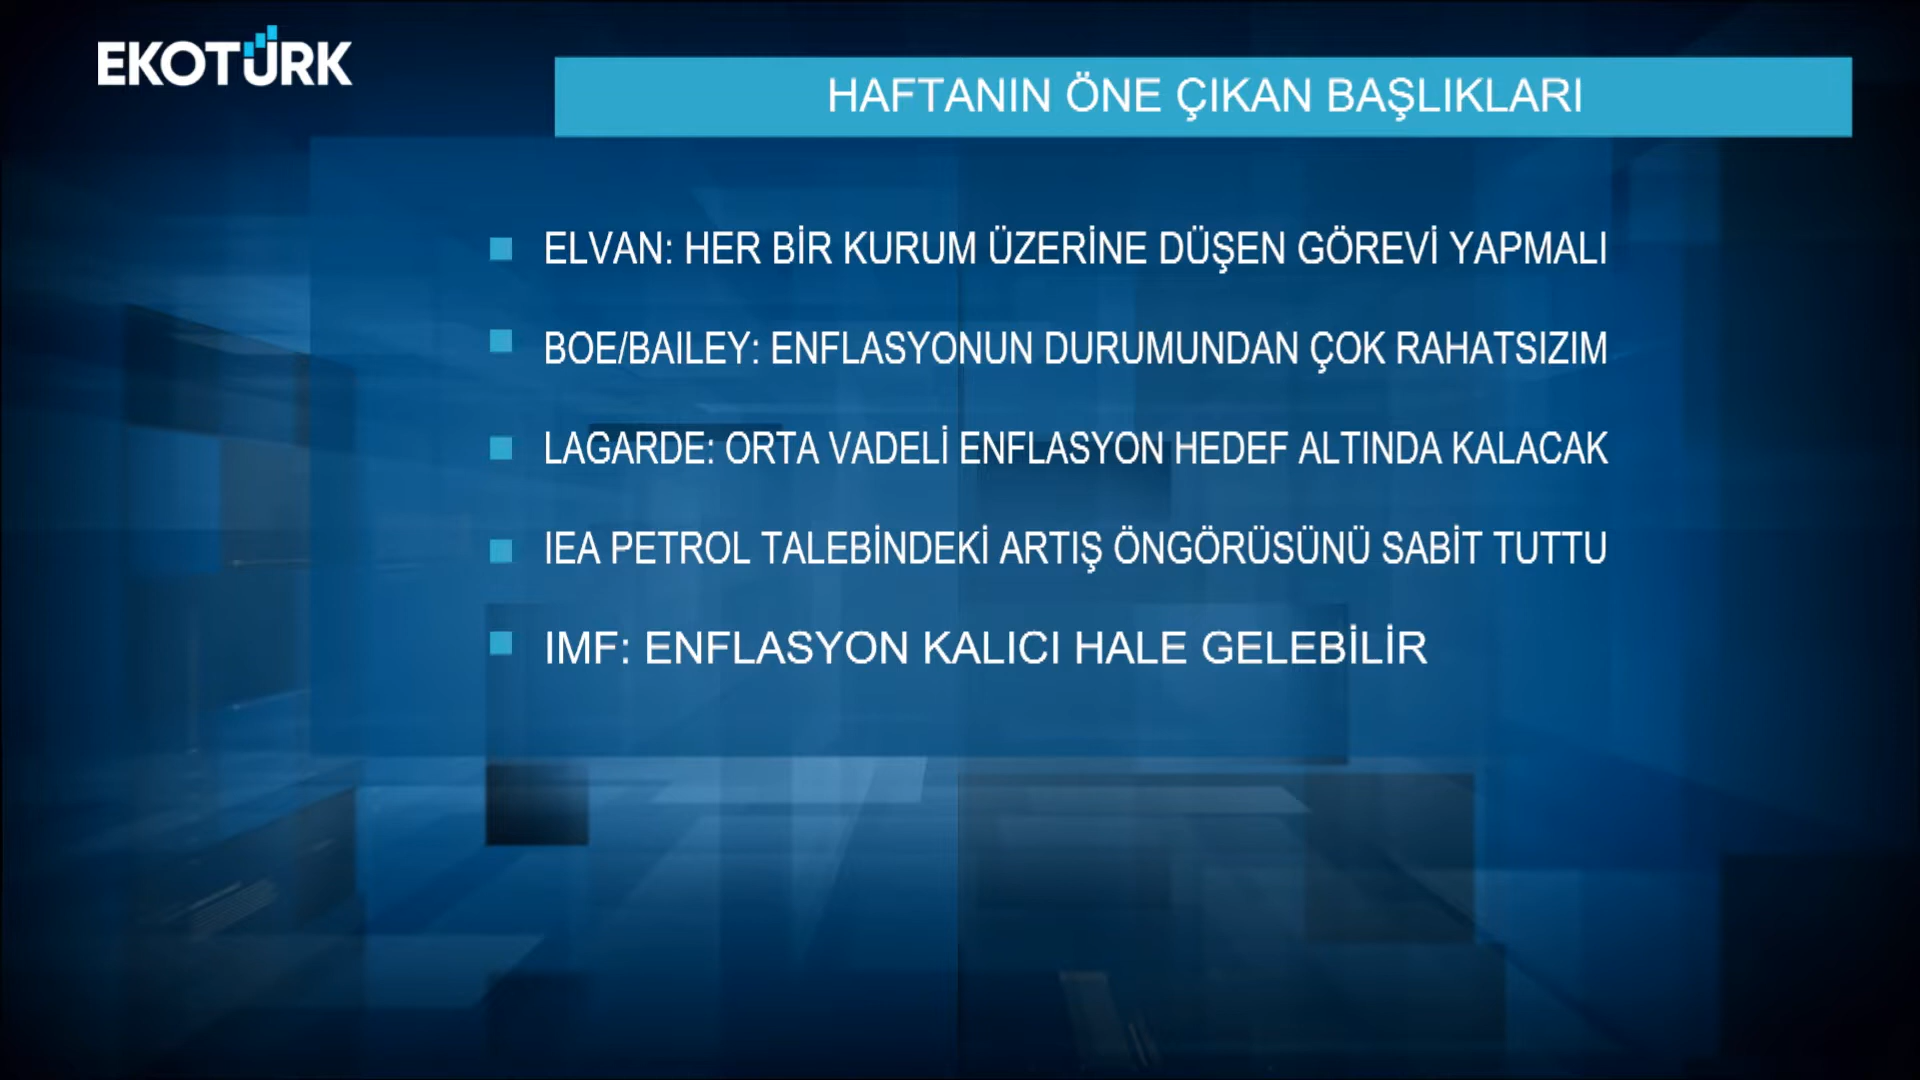 EKOTÜRK
HAFTANIN ÖNE ÇIKAN BAŞLIKLARI
ELVAN: HER BİR KURUM ÜZERİNE DÜŞEN GÖREVİ YAPMALI
BOE/BAILEY: ENFLASYONUN DURUMUNDAN ÇOK RAHATSIZIM
LAGARDE: ORTA VADELİ ENFLASYON HEDEF ALTINDA KALACAK
IEA PETROL TALEBİNDEKİ ARTIŞ ÖNGÖRÜSÜNÜ SABİT TUTTU
IMF: ENFLASYON KALICI HALE GELEBİLİR